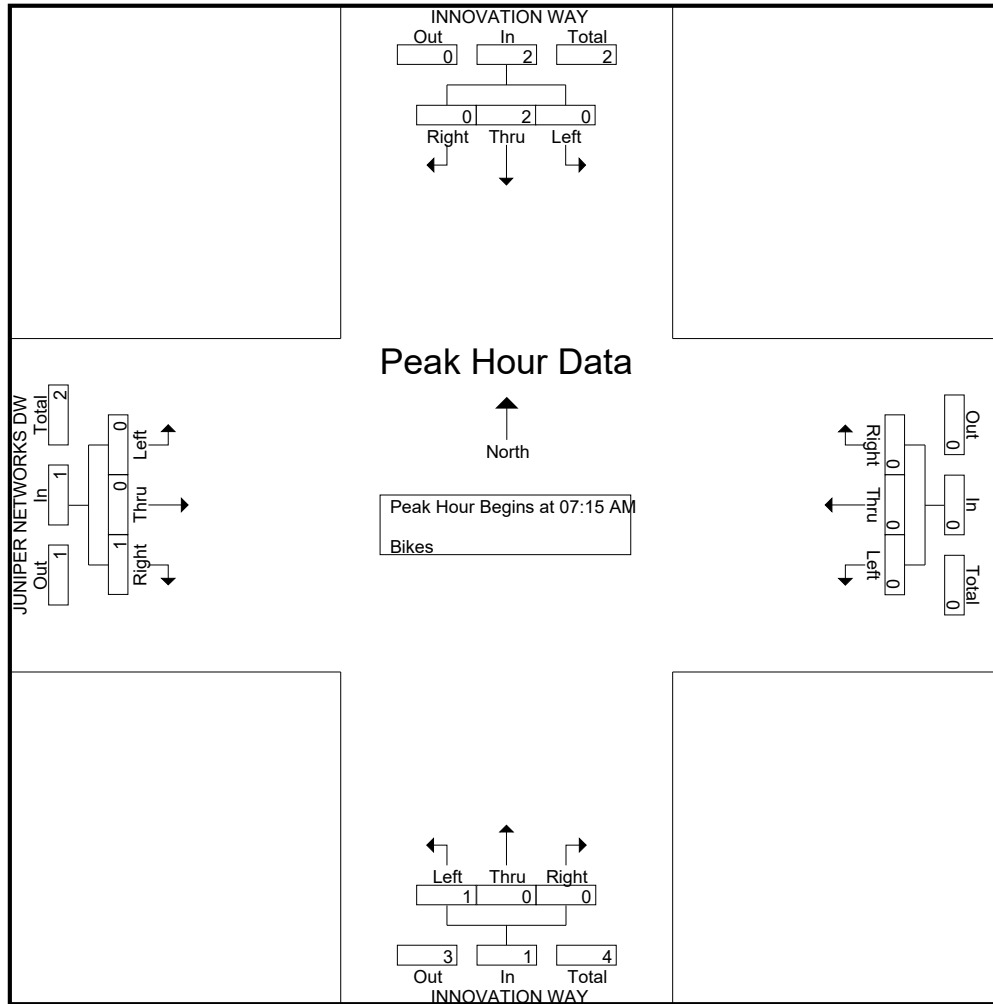 INNOVATION WAY
Out In Total
0 2 2
0 2 0
Right Thru Left
Peak Hour Data
North
Peak Hour Begins at 07:15 AM
Bikes
JUNIPER NETWORKS DW
Out In Total
1 1 2
1 0 0
Right Thru Left
Out In Total
0 0 0
0 0 0
Right Thru Left
Left Thru Right
1 0 0
3 1 4
Out In Total
INNOVATION WAY